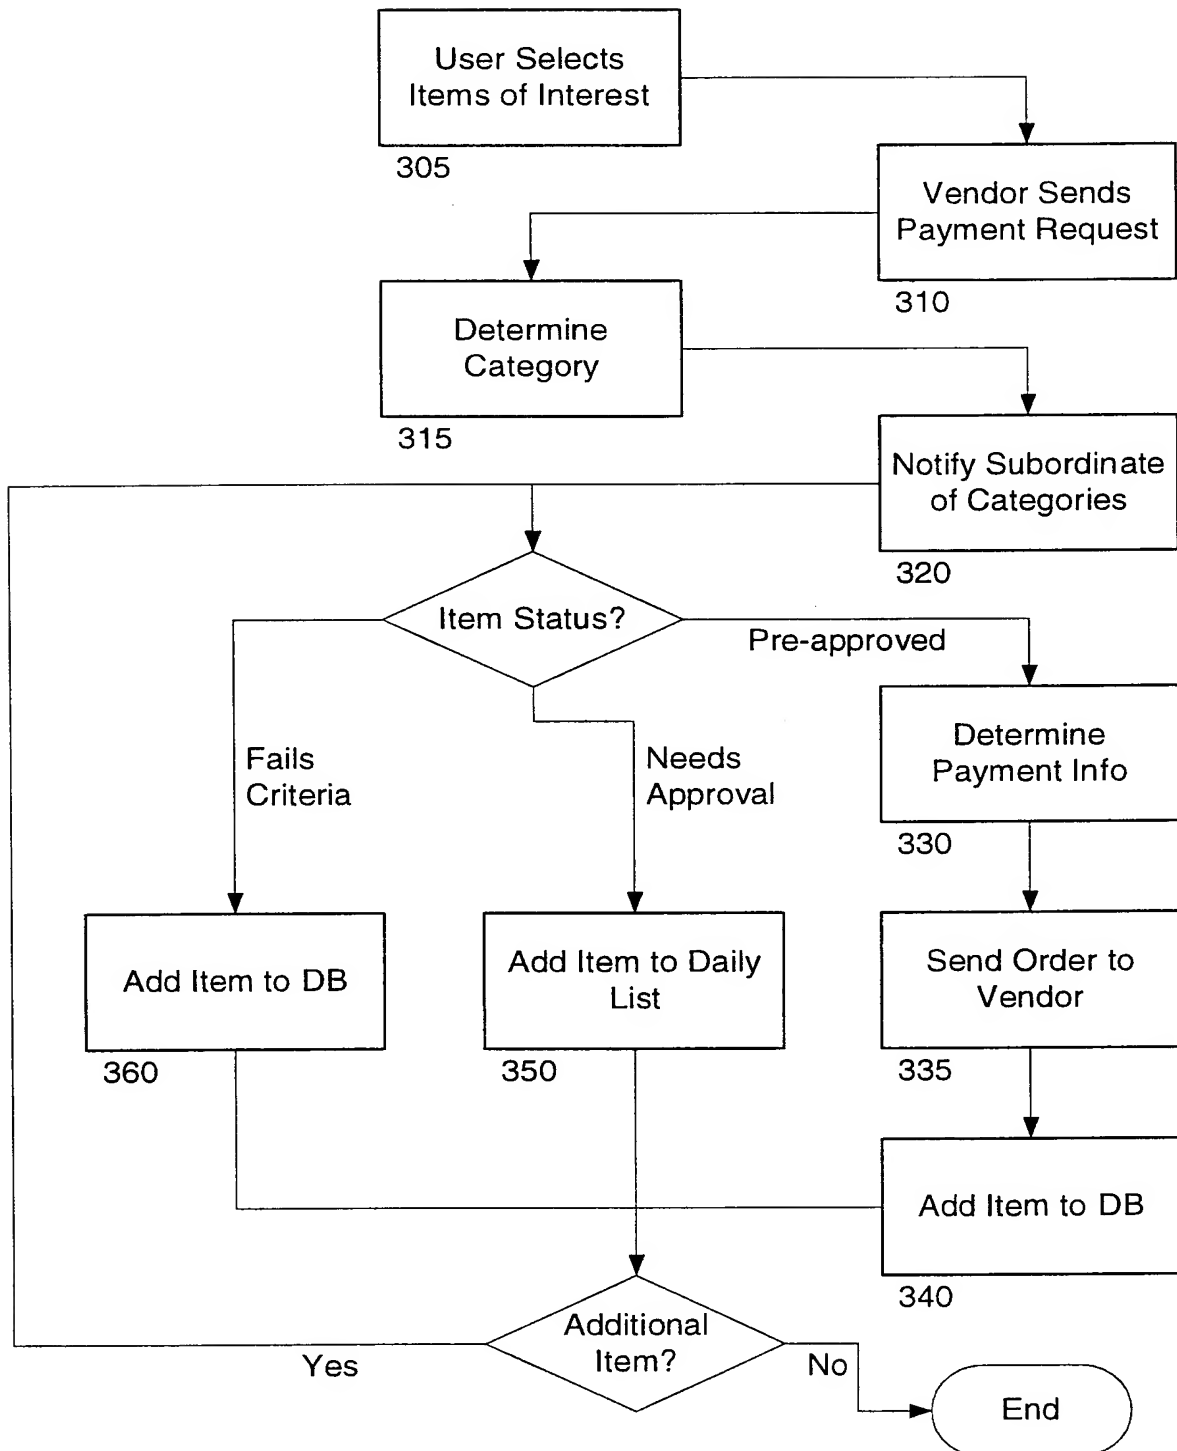 User Selects
Items of Interest
305
Vendor Sends
Payment Request
310
Determine
Category
315
Notify Subordinate
of Categories
320
Item Status?
Pre-approved
Fails
Criteria
Needs
Approval
Determine
Payment Info
330
Add Item to DB
360
Add Item to Daily
List
350
Send Order to
Vendor
335
Add Item to DB
340
Additional
Item?
Yes
No
End